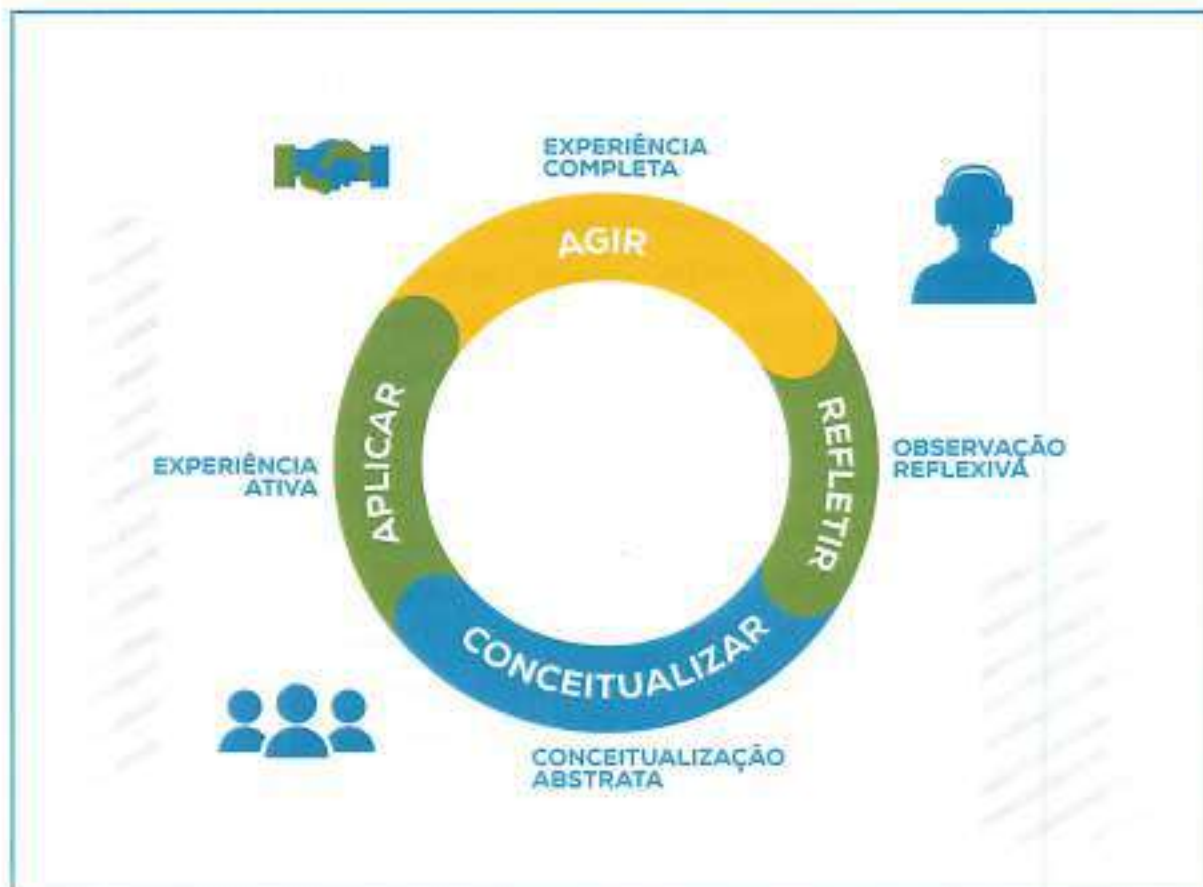 EXPERIÊNCIA
COMPLETA
AGIR
REFLETIR
OBSERVAÇÃO
REFLEXIVA
CONCEITUALIZAR
CONCEITUALIZAÇÃO
ABSTRATA
APLICAR
EXPERIÊNCIA
ATIVA